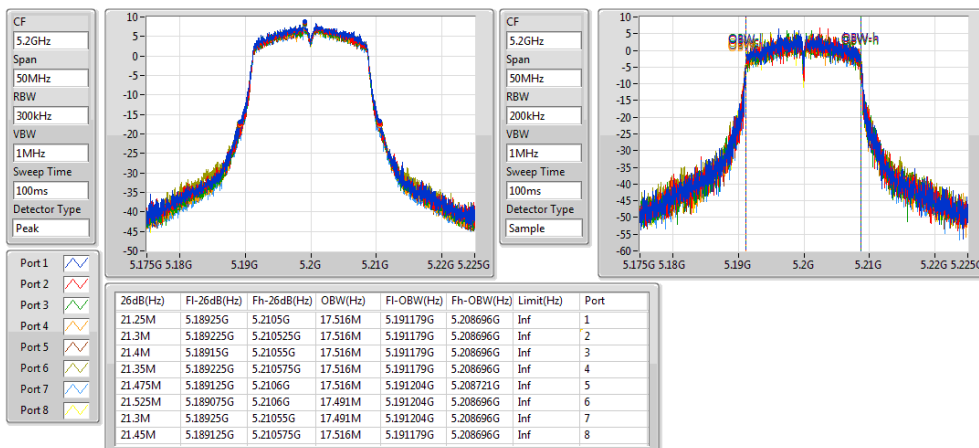 CF
5.2GHz
Span
50MHz
RBW
300kHz
VBW
1MHz
Sweep Time
100ms
Detector Type
Peak
10
5
0
-5
-10
-15
-20
-25
-30
-35
-40
-45
-50
5.175G 5.18G 5.19G 5.2G 5.21G 5.22G 5.225G
CF
5.2GHz
Span
50MHz
RBW
200kHz
VBW
1MHz
Sweep Time
100ms
Detector Type
Sample
10
5
0
-5
-10
-15
-20
-25
-30
-35
-40
-45
-50
-55
-60
OBW-h
5.175G 5.18G 5.19G 5.2G 5.21G 5.22G 5.225G
Port 1
Port 2
Port 3
Port 4
Port 5
Port 6
Port 7
Port 8
26dB(Hz) Fl-26dB(Hz) Fh-26dB(Hz) OBW(Hz) Fl-OBW(Hz) Fh-OBW(Hz) Limit(Hz) Port
21.25M 5.18925G 5.2105G 17.516M 5.191179G 5.208696G Inf 1
21.3M 5.189225G 5.210525G 17.516M 5.191179G 5.208696G Inf 2
21.4M 5.18915G 5.21055G 17.516M 5.191179G 5.208696G Inf 3
21.35M 5.189225G 5.210575G 17.516M 5.191179G 5.208696G Inf 4
21.475M 5.189125G 5.2106G 17.516M 5.191204G 5.208721G Inf 5
21.525M 5.189075G 5.2106G 17.491M 5.191204G 5.208696G Inf 6
21.3M 5.18925G 5.21055G 17.491M 5.191204G 5.208696G Inf 7
21.45M 5.189125G 5.210575G 17.516M 5.191179G 5.208696G Inf 8